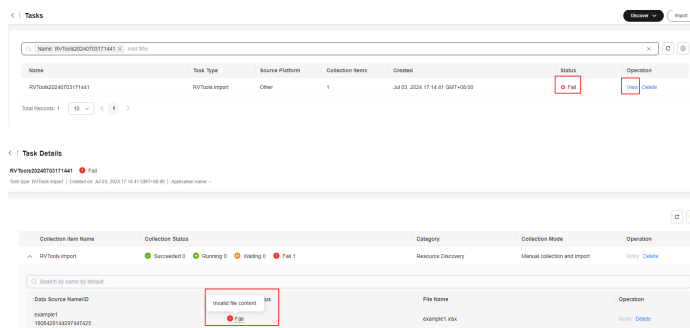 Tasks
Discover
Import
Name: RVTools20240703171441 × Add filter
Name Task Type Source Platform Collection Items Created Status Operation
RVTools20240703171441 RVTools import Other 1 Jul 03, 2024 17:14:41 GMT+08:00 Fail View Delete
Total Records: 1 10 < 1 >
Task Details
RVTools20240703171441 Fail
Task type: RVTools import | Created on: Jul 03, 2024 17:14:41 GMT+08:00 | Application name: --
Collection Item Name Collection Status Category Collection Mode Operation
RVTools import Succeeded 0 Running 0 Waiting 0 Fail 1 Resource Discovery Manual collection and import Retry Delete
Search by name by default.
Invalid file content.
Data Source Name/ID us File Name Operation
example1
1808429144297447425 Fail example1.xlsx Retry Delete